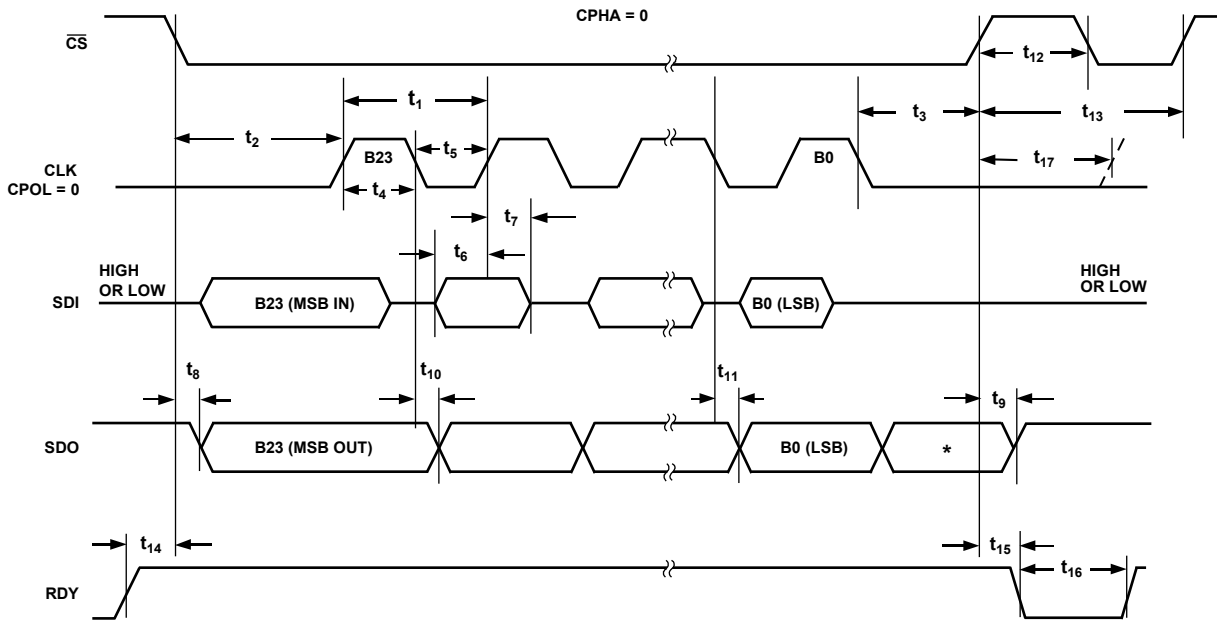 CPHA = 0
CS
t12
t1
t3
t13
t2
B23
t5
B0
t17
CLK
CPOL = 0
t4
t7
t6
HIGH
OR LOW
HIGH
OR LOW
SDI
B23 (MSB IN)
B0 (LSB)
t8
t10
t11
t9
SDO
B23 (MSB OUT)
B0 (LSB)
*
t14
t15
t16
RDY